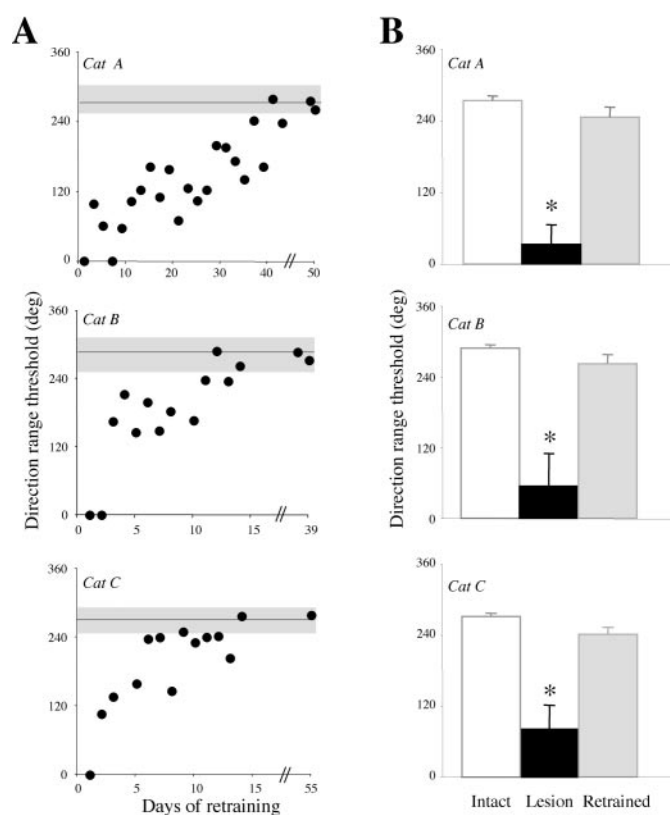 A
Direction range threshold (deg)
Cat A
360
240
120
0
0 10 20 30 40 50
Cat B
360
240
120
0
0 5 10 15 39
Cat C
360
240
120
0
0 5 10 15 55
Days of retraining
B
Direction range threshold (deg)
Cat A
360
240
120
0
*
Cat B
360
240
120
0
*
Cat C
360
240
120
0
*
Intact Lesion Retrained